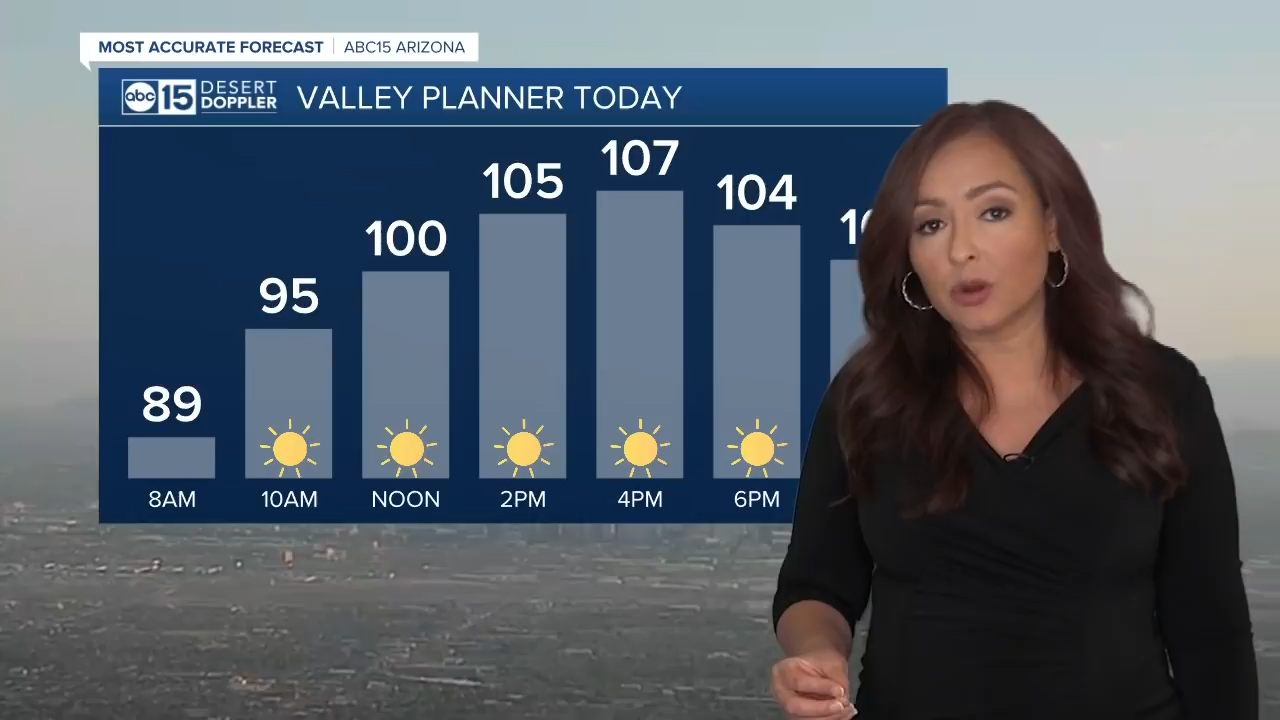 MOST ACCURATE FORECAST | ABC15 ARIZONA
abc 15 DESERT DOPPLER VALLEY PLANNER TODAY
89 95 100 105 107 104
8AM 10AM NOON 2PM 4PM 6PM